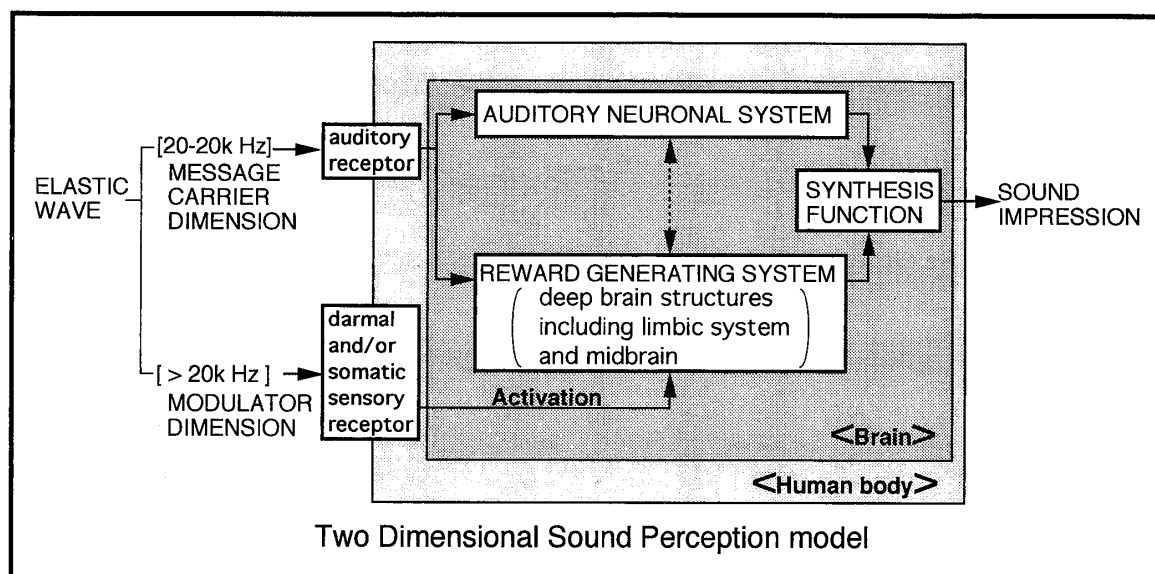 ELASTIC
WAVE
[20-20k Hz]
MESSAGE
CARRIER
DIMENSION
[ > 20k Hz ]
MODULATOR
DIMENSION
auditory
receptor
darmal
and/or
somatic
sensory
receptor
AUDITORY NEURONAL SYSTEM
REWARD GENERATING SYSTEM
deep brain structures
including limbic system
and midbrain
Activation
SYNTHESIS
FUNCTION
SOUND
IMPRESSION
<Brain>
<Human body>
Two Dimensional Sound Perception model